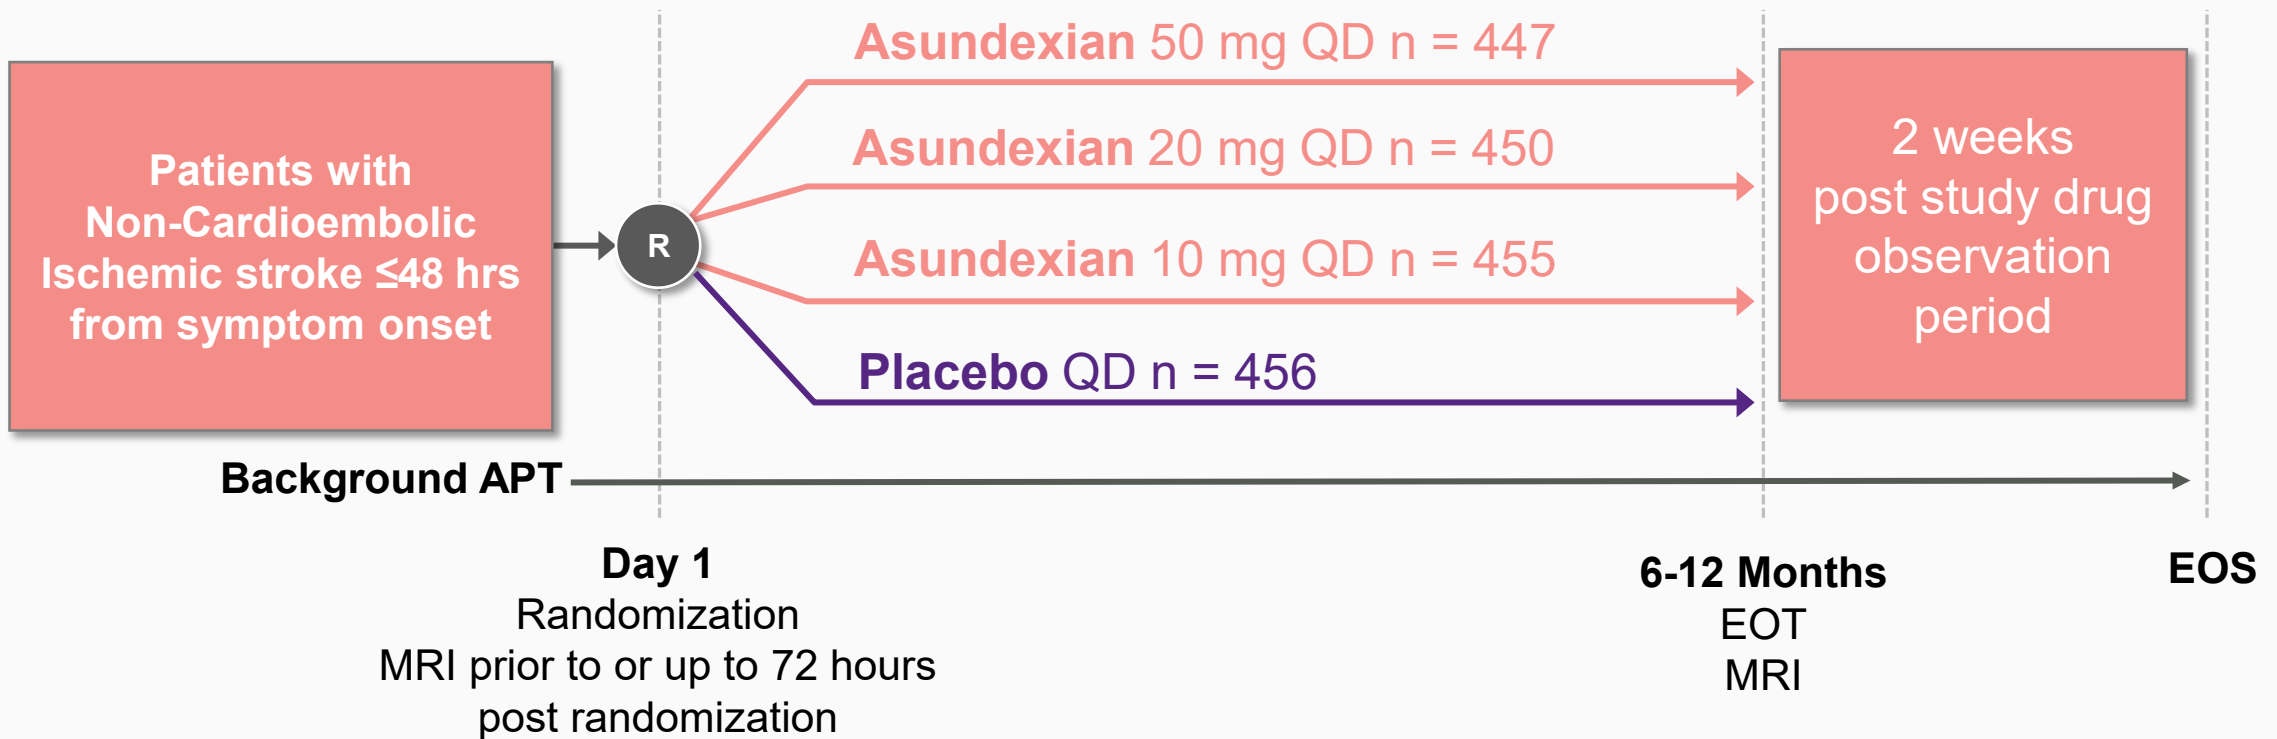 Patients with
Non-Cardioembolic
Ischemic stroke ≤48 hrs
from symptom onset
R
Asundexian 50 mg QD n = 447
Asundexian 20 mg QD n = 450
Asundexian 10 mg QD n = 455
Placebo QD n = 456
2 weeks
post study drug
observation
period
Background APT
Day 1
Randomization
MRI prior to or up to 72 hours
post randomization
6-12 Months
EOT
MRI
EOS